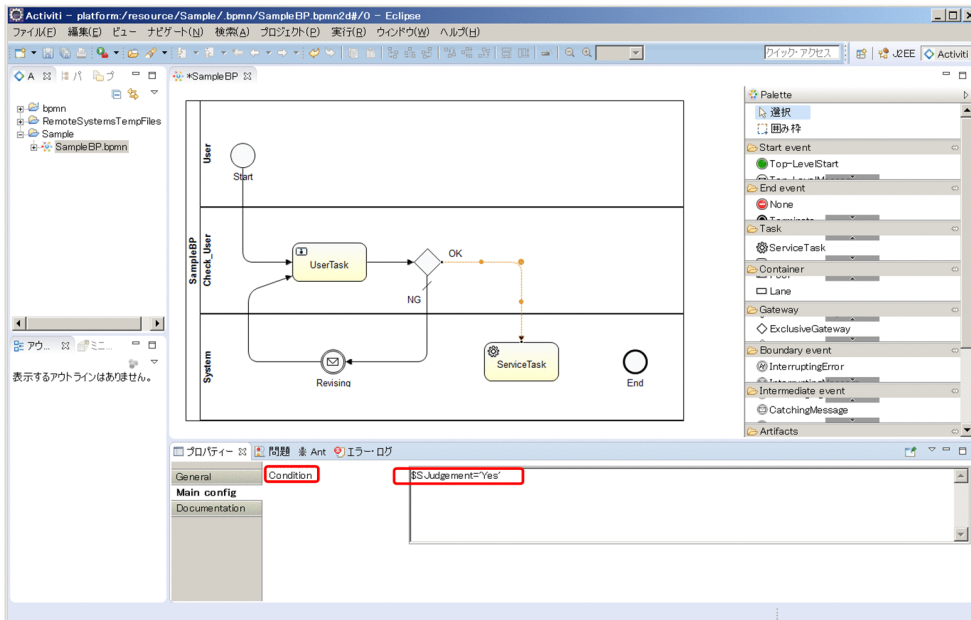 Activiti - platform:/resource/Sample/.bpmn/SampleBP.bpmn2d#/0 - Eclipse
ファイル(F) 編集(E) ビュー ナビゲート(N) 検索(A) プロジェクト(P) 実行(R) ウィンドウ(W) ヘルプ(H)
クイック・アクセス
J2EE
Activiti
A
パ
プ
*SampleBP
bpmn
RemoteSystemsTempFiles
Sample
SampleBP.bpmn
アウ...
ミニ...
表示するアウトラインはありません。
SampleBP
User
Start
Check_User
UserTask
OK
NG
System
Revising
ServiceTask
End
Palette
選択
囲み枠
Start event
Top-LevelStart
End event
None
Terminate
Task
ServiceTask
Container
Pool
Lane
Gateway
ExclusiveGateway
Boundary event
InterruptingError
Intermediate event
CatchingMessage
Artifacts
プロパティー
問題
Ant
エラー・ログ
General
Main config
Documentation
Condition
$SJudgement='Yes'